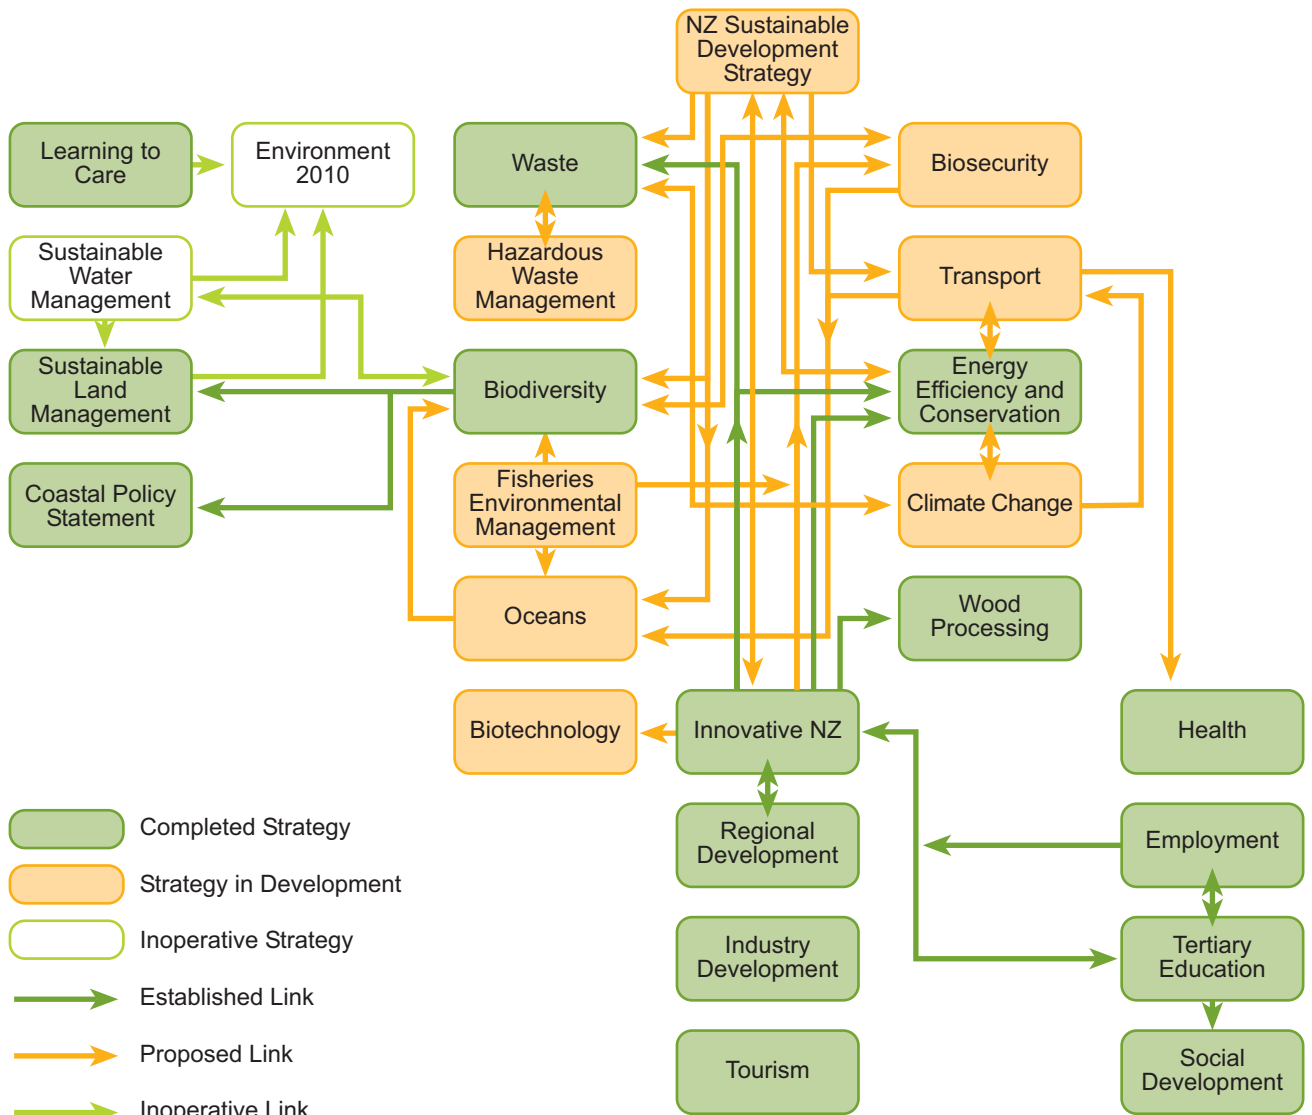 NZ Sustainable
Development
Strategy
Learning to
Care
Environment
2010
Waste
Biosecurity
Sustainable
Water
Management
Hazardous
Waste
Management
Transport
Sustainable
Land
Management
Biodiversity
Energy
Efficiency and
Conservation
Coastal Policy
Statement
Fisheries
Environmental
Management
Climate Change
Oceans
Wood
Processing
Biotechnology
Innovative NZ
Health
Completed Strategy
Regional
Development
Employment
Strategy in Development
Inoperative Strategy
Industry
Development
Tertiary
Education
Established Link
Proposed Link
Tourism
Social
Development
Inoperative Link